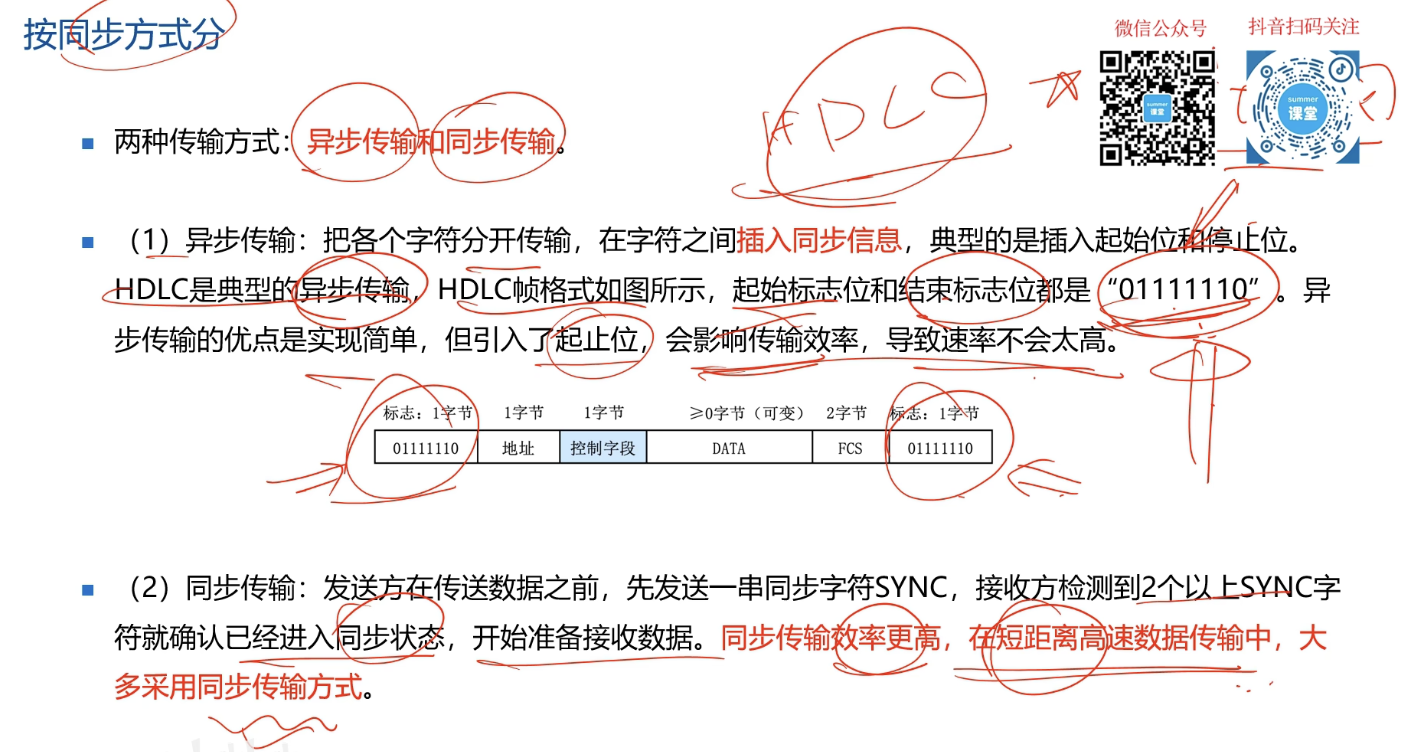 按同步方式分
微信公众号
抖音扫码关注
HDLC
summer
课堂
summer
课堂
■ 两种传输方式：异步传输和同步传输。
■ （1）异步传输：把各个字符分开传输，在字符之间插入同步信息，典型的是插入起始位和停止位。
HDLC是典型的异步传输，HDLC帧格式如图所示，起始标志位和结束标志位都是“01111110”。异
步传输的优点是实现简单，但引入了起止位，会影响传输效率，导致速率不会太高。
标志：1字节 1字节 1字节 ≥0字节（可变） 2字节 标志：1字节
01111110 地址 控制字段 DATA FCS 01111110
■ （2）同步传输：发送方在传送数据之前，先发送一串同步字符SYNC，接收方检测到2个以上SYNC字
符就确认已经进入同步状态，开始准备接收数据。同步传输效率更高，在短距离高速数据传输中，大
多采用同步传输方式。